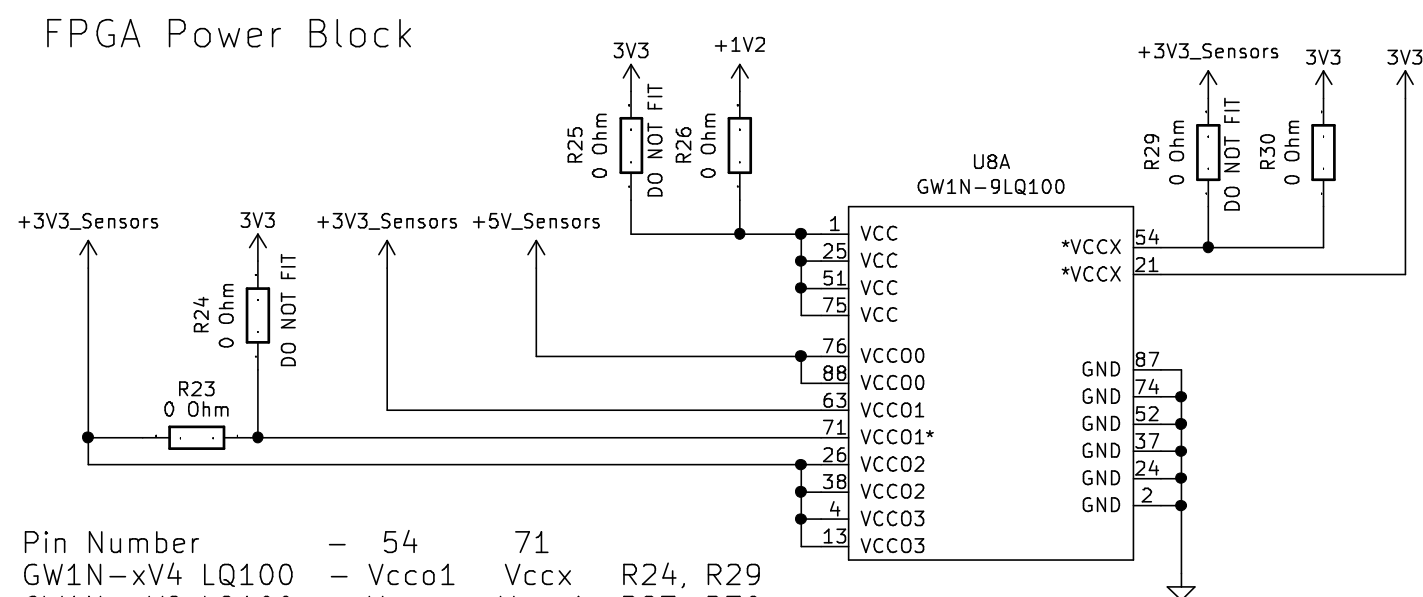 FPGA Power Block
3V3
+1V2
+3V3_Sensors
3V3
3V3
R25
0 Ohm
DO NOT FIT
R26
0 Ohm
R29
0 Ohm
DO NOT FIT
R30
0 Ohm
U8A
GW1N-9LQ100
+3V3_Sensors
3V3
+3V3_Sensors
+5V_Sensors
R24
0 Ohm
DO NOT FIT
R23
0 Ohm
1 VCC
25 VCC
51 VCC
75 VCC
76 VCCO0
88 VCCO0
63 VCCO1
71 VCCO1*
26 VCCO2
38 VCCO2
4 VCCO3
13 VCCO3
*VCCX 54
*VCCX 21
GND 87
GND 74
GND 52
GND 37
GND 24
GND 2
Pin Number - 54 71
GW1N-xV4 LQ100 - Vcco1 Vccx R24, R29